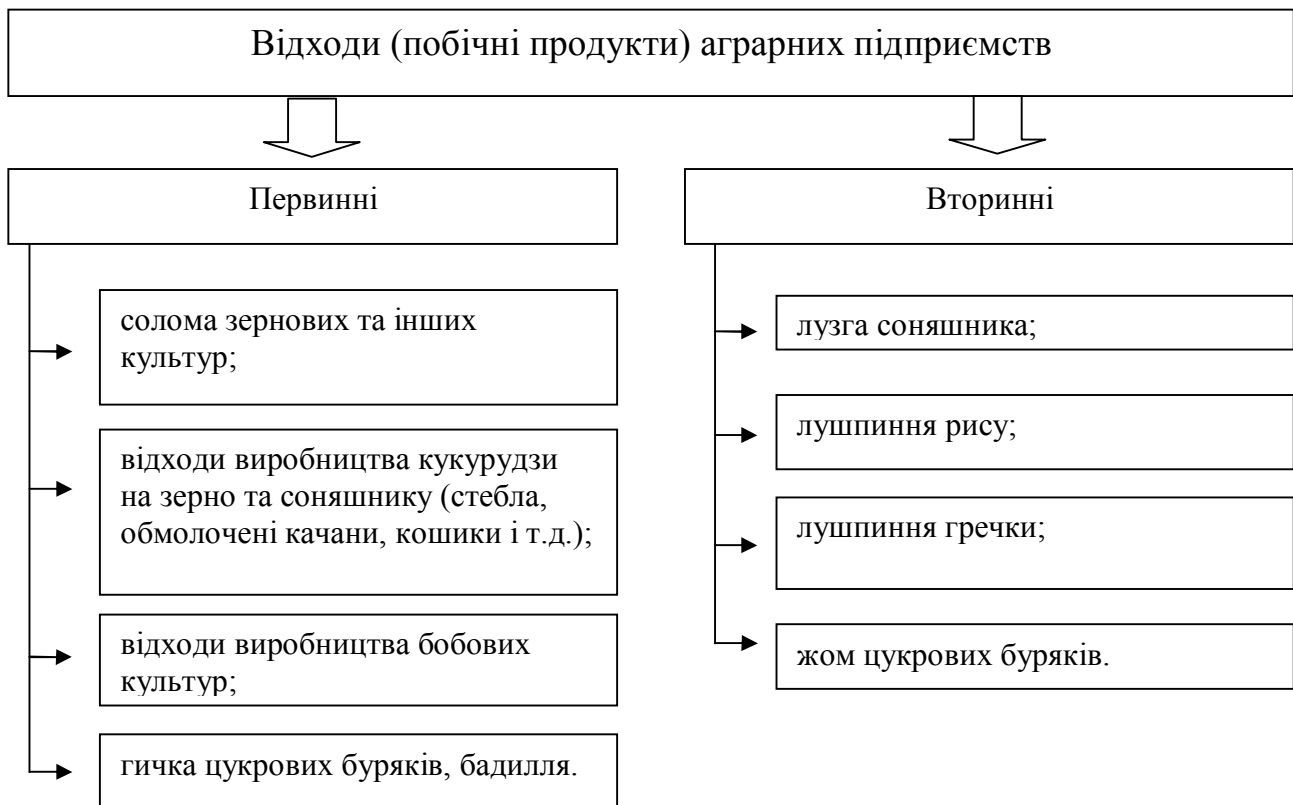 Відходи (побічні продукти) аграрних підприємств
Первинні
солома зернових та інших
культур;
відходи виробництва кукурудзи
на зерно та соняшнику (стебла,
обмолочені качани, кошики і т.д.);
відходи виробництва бобових
культур;
гичка цукрових буряків, бадилля.
Вторинні
лузга соняшника;
лушпиння рису;
лушпиння гречки;
жом цукрових буряків.